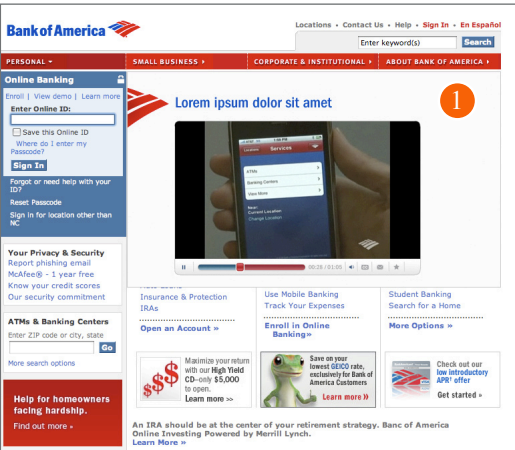 Bank of America
Locations • Contact Us • Help • Sign In • En Español
Enter keyword(s) Search
PERSONAL SMALL BUSINESS CORPORATE & INSTITUTIONAL ABOUT BANK OF AMERICA
Online Banking
Enroll | View demo | Learn more
Enter Online ID:
Save this Online ID
Where do I enter my
Passcode?
Sign In
Forgot or need help with your
ID?
Reset Passcode
Sign In for location other than
NC
Your Privacy & Security
Report phishing email
McAfee® - 1 year free
Know your credit scores
Our security commitment
ATMs & Banking Centers
Enter ZIP code or city, state
Go
More search options
Help for homeowners
facing hardship.
Find out more »
Lorem ipsum dolor sit amet
1
Locations Services
ATMs
Banking Centers
View More
Near:
Current Location
Change Location
00:28 / 01:03
Insurance & Protection
IRAs
Open an Account »
Use Mobile Banking
Track Your Expenses
Enroll in Online
Banking»
Student Banking
Search for a Home
More Options »
$$$
Maximize your return
with our High Yield
CD–only $5,000
to open.
Learn more >>
Save on your
lowest GEICO rate,
exclusively for Bank of
America Customers
Learn more »
Check out our
low introductory
APR† offer
Get started »
An IRA should be at the center of your retirement strategy. Banc of America
Online Investing Powered by Merrill Lynch.
Learn More »